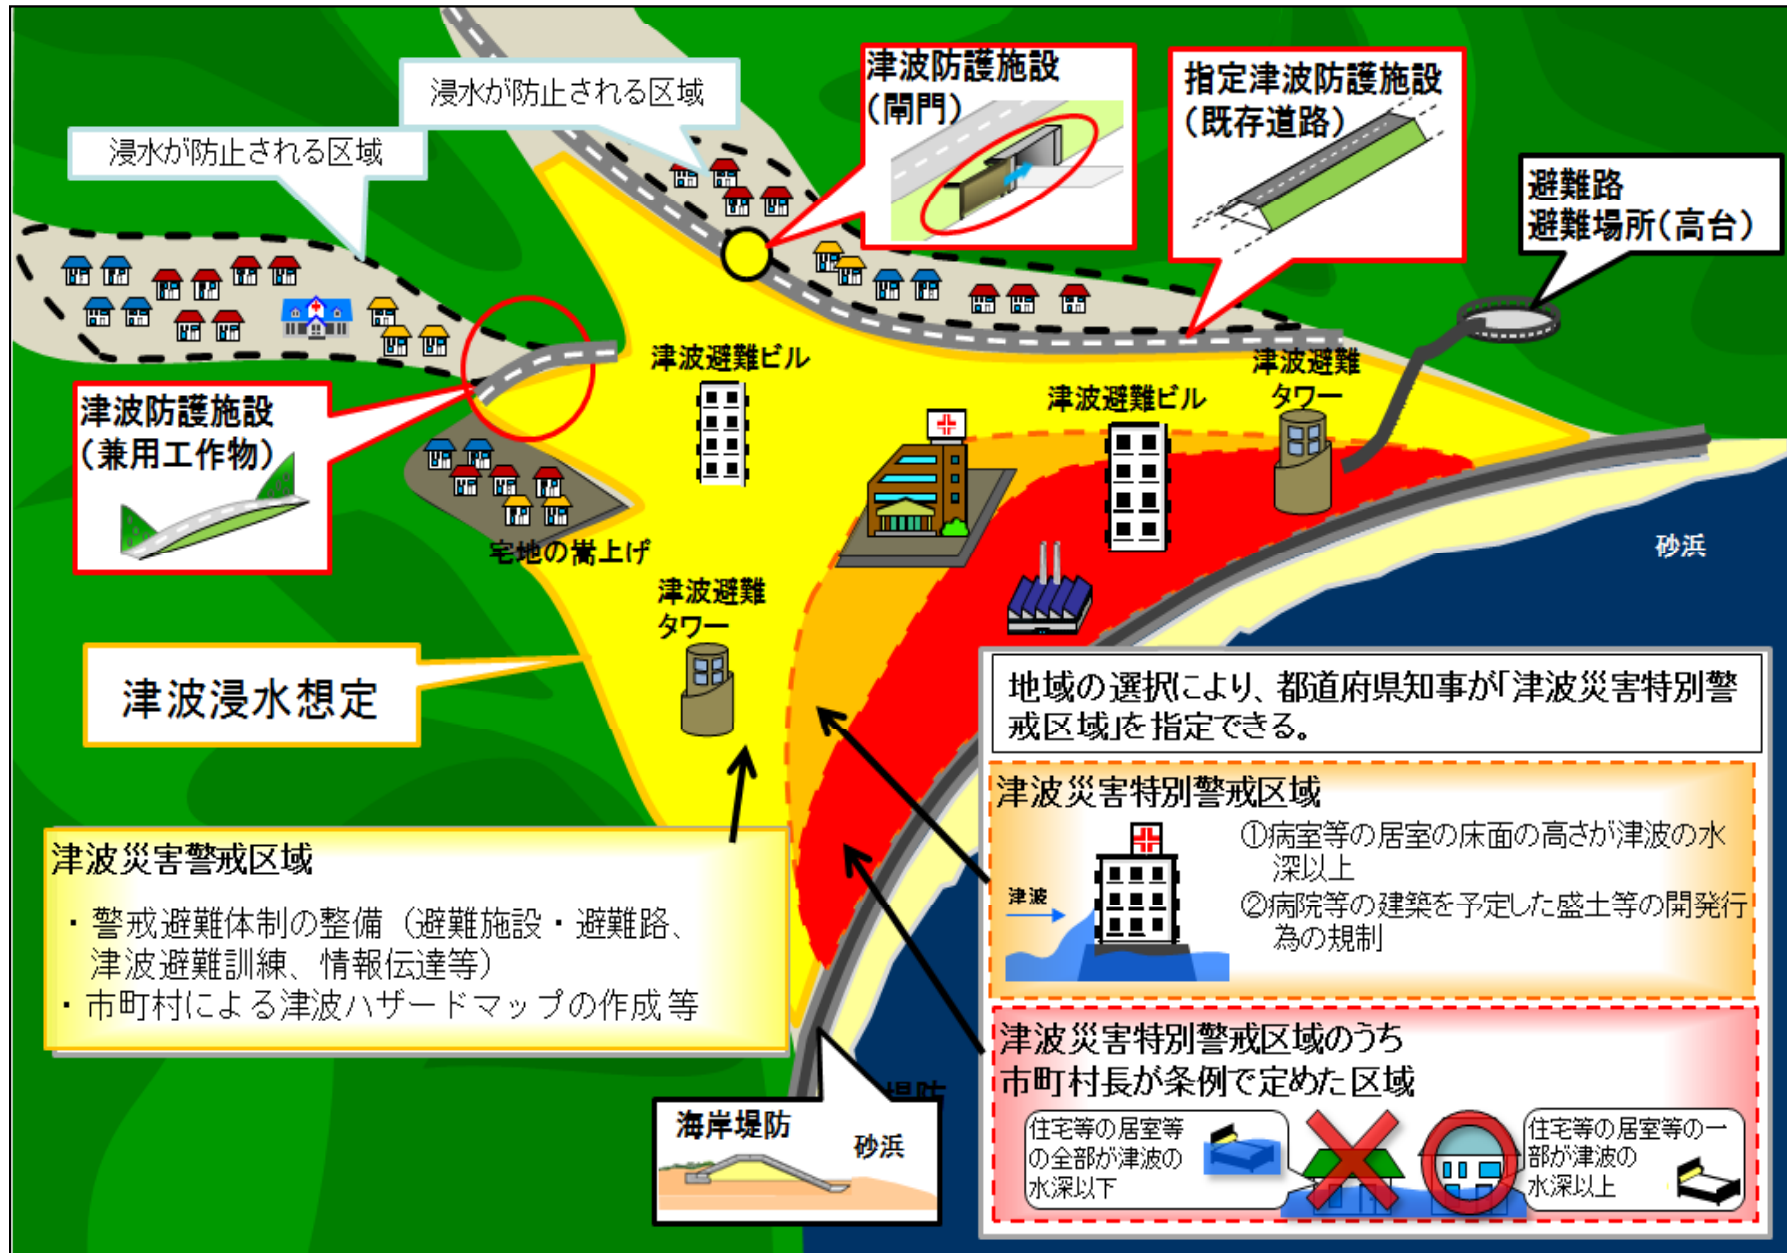 浸水が防止される区域
浸水が防止される区域
津波防護施設
(閘門)
指定津波防護施設
(既存道路)
避難路
避難場所(高台)
津波避難ビル
津波避難ビル
津波避難
タワー
津波防護施設
(兼用工作物)
宅地の嵩上げ
津波避難
タワー
砂浜
津波浸水想定
地域の選択により、都道府県知事が「津波災害特別警
戒区域」を指定できる。
津波災害特別警戒区域
①病室等の居室の床面の高さが津波の水
深以上
②病院等の建築を予定した盛土等の開発行
為の規制
津波
津波災害警戒区域
・警戒避難体制の整備（避難施設・避難路、
津波避難訓練、情報伝達等）
・市町村による津波ハザードマップの作成等
津波災害特別警戒区域のうち
市町村長が条例で定めた区域
住宅等の居室等
の全部が津波の
水深以下
住宅等の居室等の一
部が津波の
水深以上
堤防
海岸堤防
砂浜